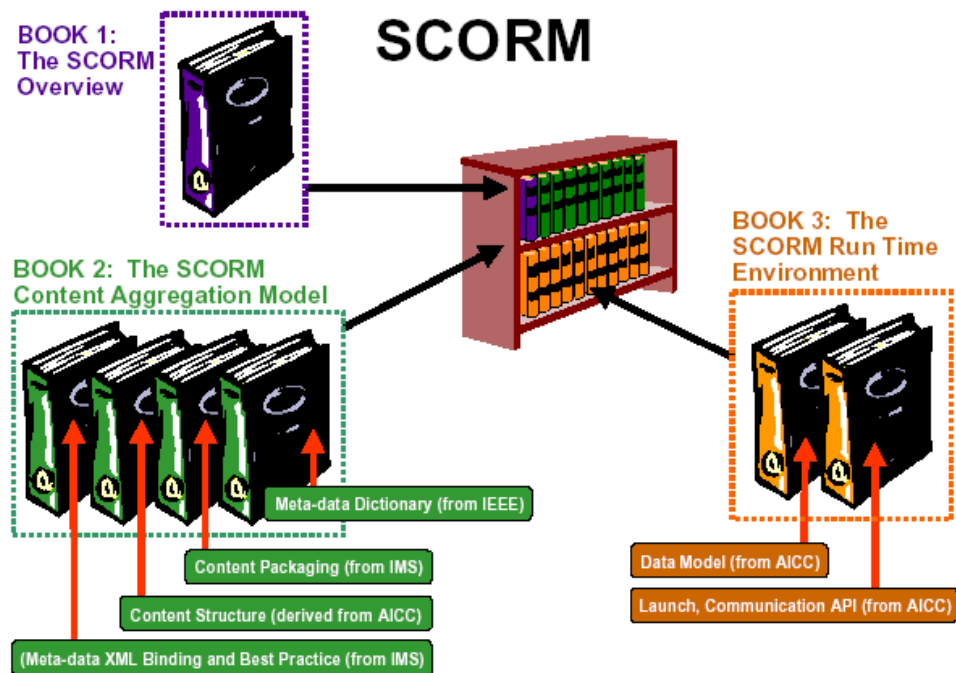 SCORM
BOOK 1:
The SCORM
Overview
BOOK 2:  The SCORM
Content Aggregation Model
BOOK 3:  The
SCORM Run Time
Environment
Meta-data Dictionary (from IEEE)
Content Packaging (from IMS)
Content Structure (derived from AICC)
(Meta-data XML Binding and Best Practice (from IMS)
Data Model (from AICC)
Launch, Communication API (from AICC)